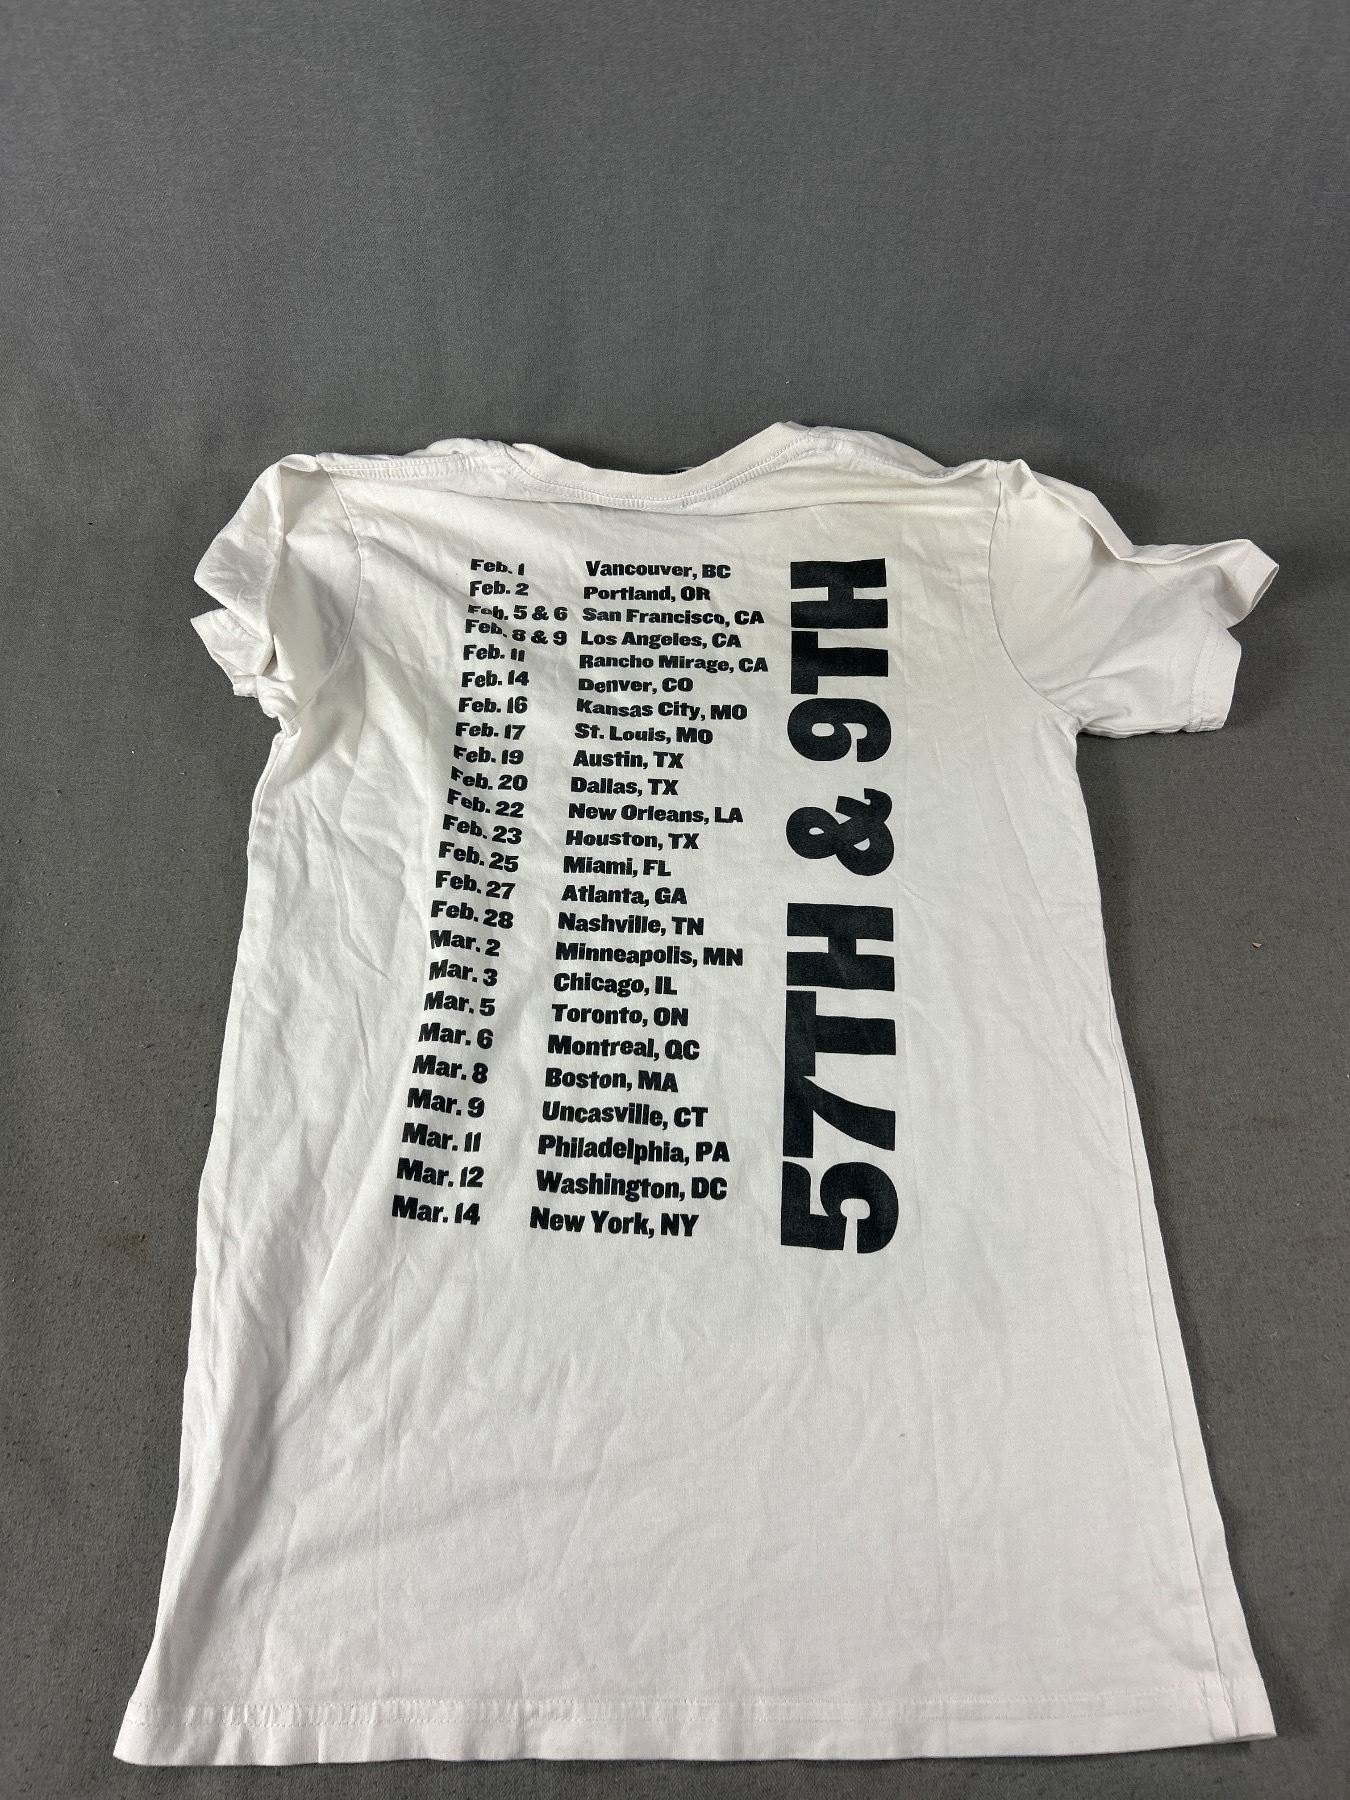 Feb. 1 Vancouver, BC
Feb. 2 Portland, OR
Feb. 5 & 6 San Francisco, CA
Feb. 8 & 9 Los Angeles, CA
Feb. 11 Rancho Mirage, CA
Feb. 14 Denver, CO
Feb. 16 Kansas City, MO
Feb. 17 St. Louis, MO
Feb. 19 Austin, TX
Feb. 20 Dallas, TX
Feb. 22 New Orleans, LA
Feb. 23 Houston, TX
Feb. 25 Miami, FL
Feb. 27 Atlanta, GA
Feb. 28 Nashville, TN
Mar. 2 Minneapolis, MN
Mar. 3 Chicago, IL
Mar. 5 Toronto, ON
Mar. 6 Montreal, QC
Mar. 8 Boston, MA
Mar. 9 Uncasville, CT
Mar. 11 Philadelphia, PA
Mar. 12 Washington, DC
Mar. 14 New York, NY
57TH & 9TH